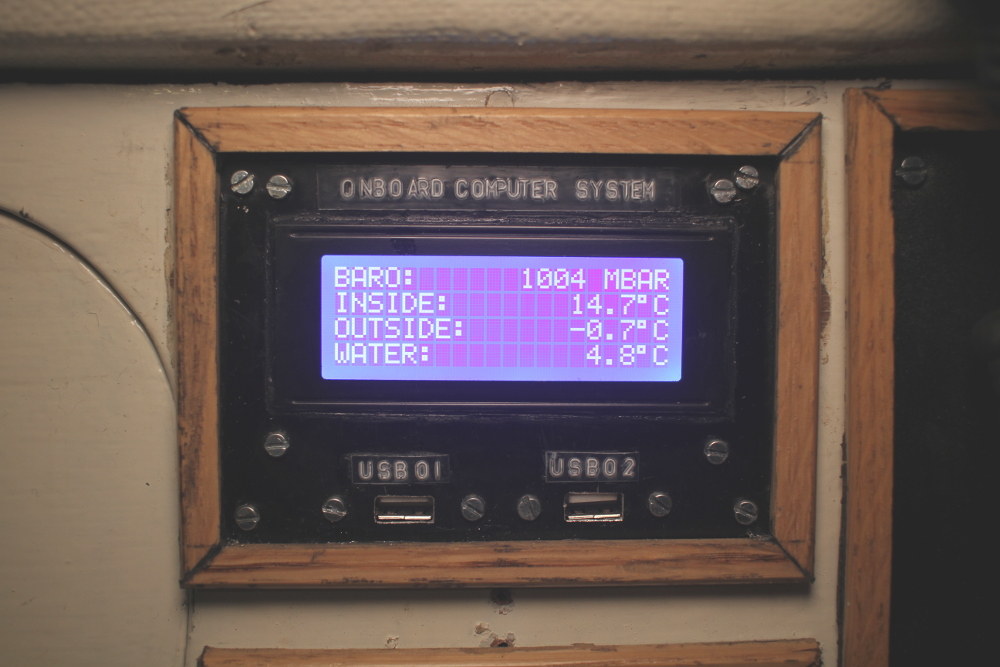 ONBOARD COMPUTER SYSTEM
BARO: 1004 MBAR
INSIDE: 14.7°C
OUTSIDE: -0.7°C
WATER: 4.8°C
USB01 USB02